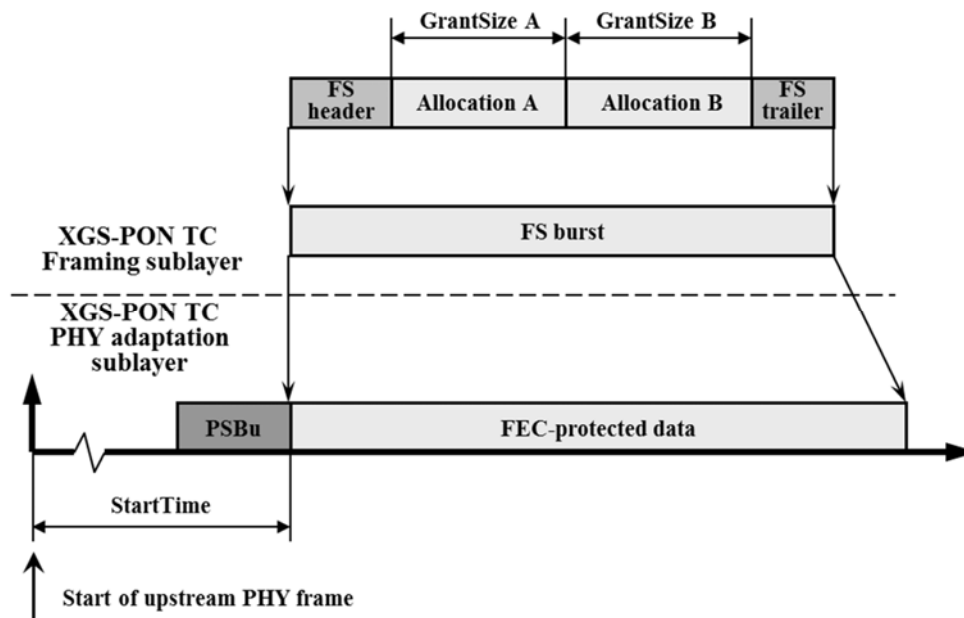 GrantSize A
GrantSize B
FS
header
Allocation A
Allocation B
FS
trailer
XGS-PON TC
Framing sublayer
FS burst
XGS-PON TC
PHY adaptation
sublayer
PSBu
FEC-protected data
StartTime
Start of upstream PHY frame